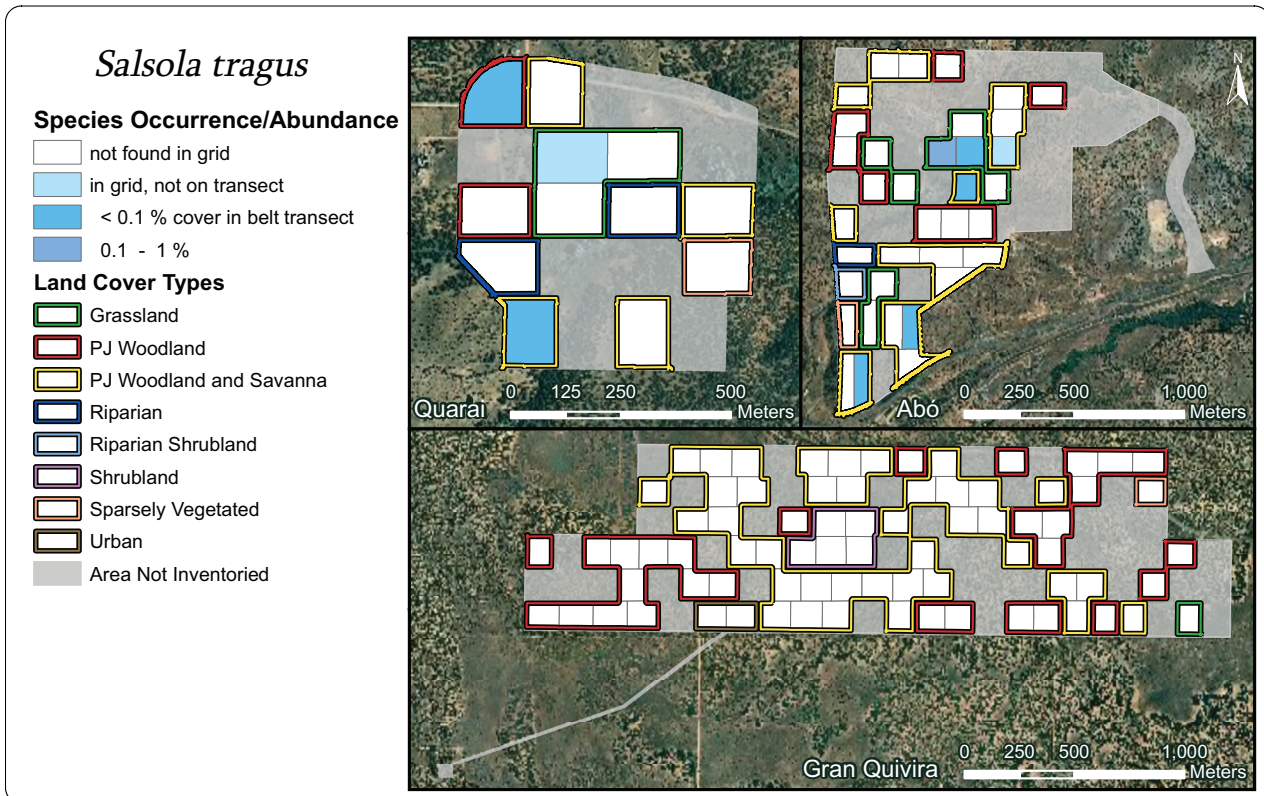 Salsola tragus
Species Occurrence/Abundance
not found in grid
in grid, not on transect
< 0.1 % cover in belt transect
0.1 - 1 %
Land Cover Types
Grassland
PJ Woodland
PJ Woodland and Savanna
Riparian
Riparian Shrubland
Shrubland
Sparsely Vegetated
Urban
Area Not Inventoried
0 125 250 500
Quarai Meters
N
0 250 500 1,000
Abó Meters
0 250 500 1,000
Gran Quivira Meters